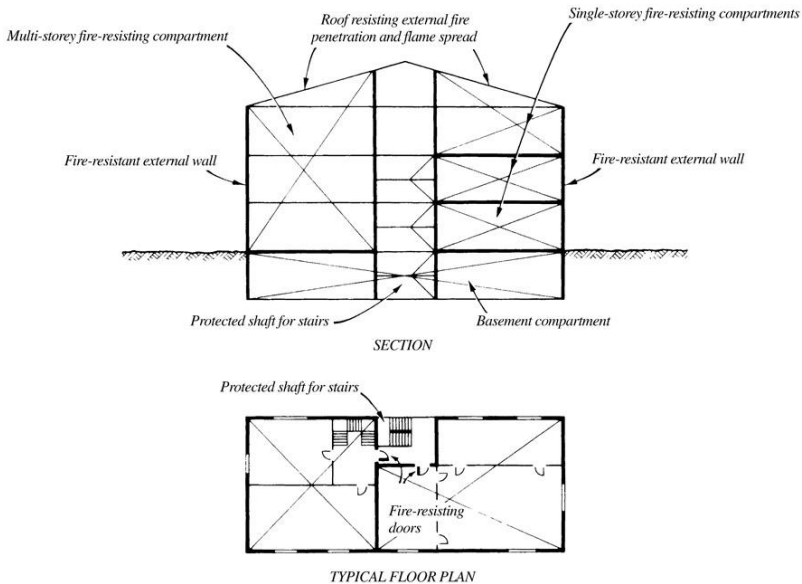 Roof resisting external fire
penetration and flame spread
Single-storey fire-resisting compartments
Multi-storey fire-resisting compartment
Fire-resistant external wall
Fire-resistant external wall
Protected shaft for stairs
Basement compartment
SECTION
Protected shaft for stairs
Fire-resisting
doors
TYPICAL FLOOR PLAN